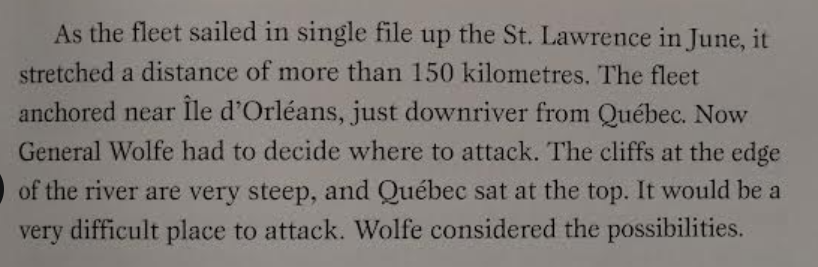 As the fleet sailed in single file up the St. Lawrence in June, it
stretched a distance of more than 150 kilometres. The fleet
anchored near Île d'Orléans, just downriver from Québec. Now
General Wolfe had to decide where to attack. The cliffs at the edge
of the river are very steep, and Québec sat at the top. It would be a
very difficult place to attack. Wolfe considered the possibilities.